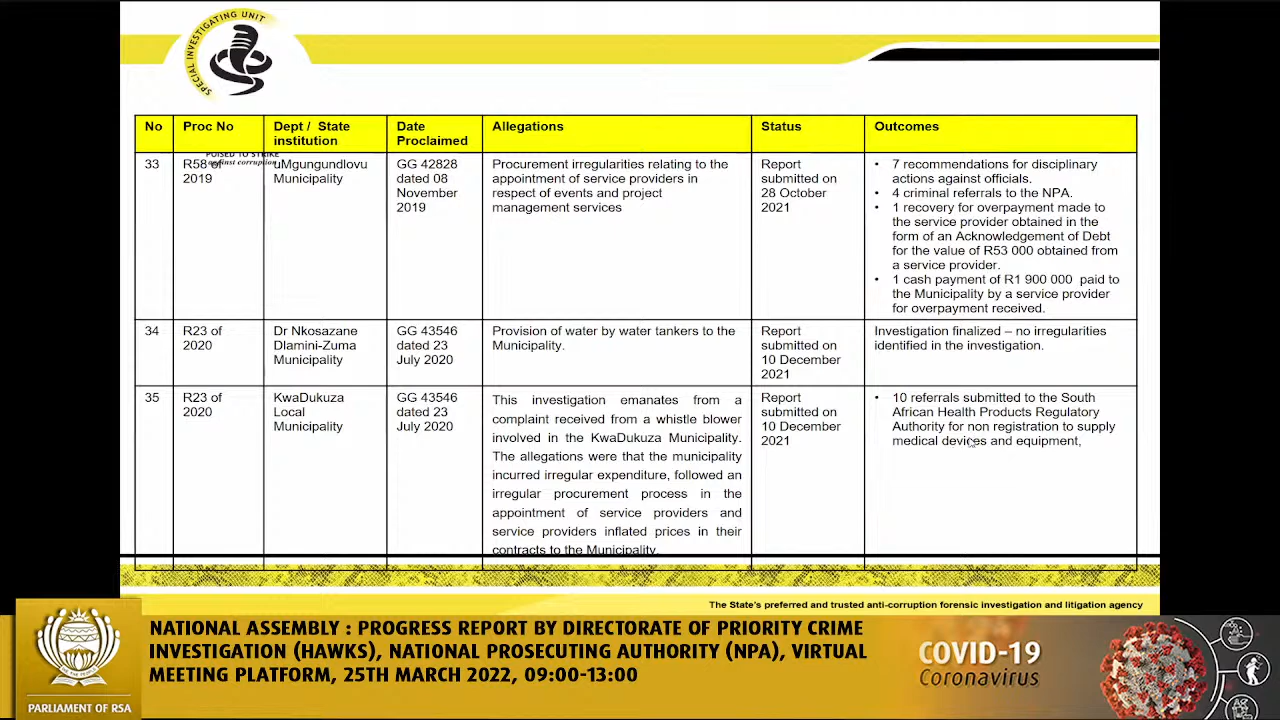 SPECIAL INVESTIGATING UNIT
POISED TO STRIKE
against corruption
No
Proc No
Dept / State
institution
Date
Proclaimed
Allegations
Status
Outcomes
33
R58 of
2019
uMgungundlovu
Municipality
GG 42828
dated 08
November
2019
Procurement irregularities relating to the
appointment of service providers in
respect of events and project
management services
Report
submitted on
28 October
2021
• 7 recommendations for disciplinary
actions against officials.
• 4 criminal referrals to the NPA.
• 1 recovery for overpayment made to
the service provider obtained in the
form of an Acknowledgement of Debt
for the value of R53 000 obtained from
a service provider.
• 1 cash payment of R1 900 000 paid to
the Municipality by a service provider
for overpayment received.
34
R23 of
2020
Dr Nkosazane
Dlamini-Zuma
Municipality
GG 43546
dated 23
July 2020
Provision of water by water tankers to the
Municipality.
Report
submitted on
10 December
2021
Investigation finalized – no irregularities
identified in the investigation.
35
R23 of
2020
KwaDukuza
Local
Municipality
GG 43546
dated 23
July 2020
This investigation emanates from a
complaint received from a whistle blower
involved in the KwaDukuza Municipality.
The allegations were that the municipality
incurred irregular expenditure, followed an
irregular procurement process in the
appointment of service providers and
service providers inflated prices in their
contracts to the Municipality.
Report
submitted on
10 December
2021
• 10 referrals submitted to the South
African Health Products Regulatory
Authority for non registration to supply
medical devices and equipment,
The State's preferred and trusted anti-corruption forensic investigation and litigation agency
PARLIAMENT OF RSA
NATIONAL ASSEMBLY : PROGRESS REPORT BY DIRECTORATE OF PRIORITY CRIME
INVESTIGATION (HAWKS), NATIONAL PROSECUTING AUTHORITY (NPA), VIRTUAL
MEETING PLATFORM, 25TH MARCH 2022, 09:00-13:00
COVID-19
Coronavirus